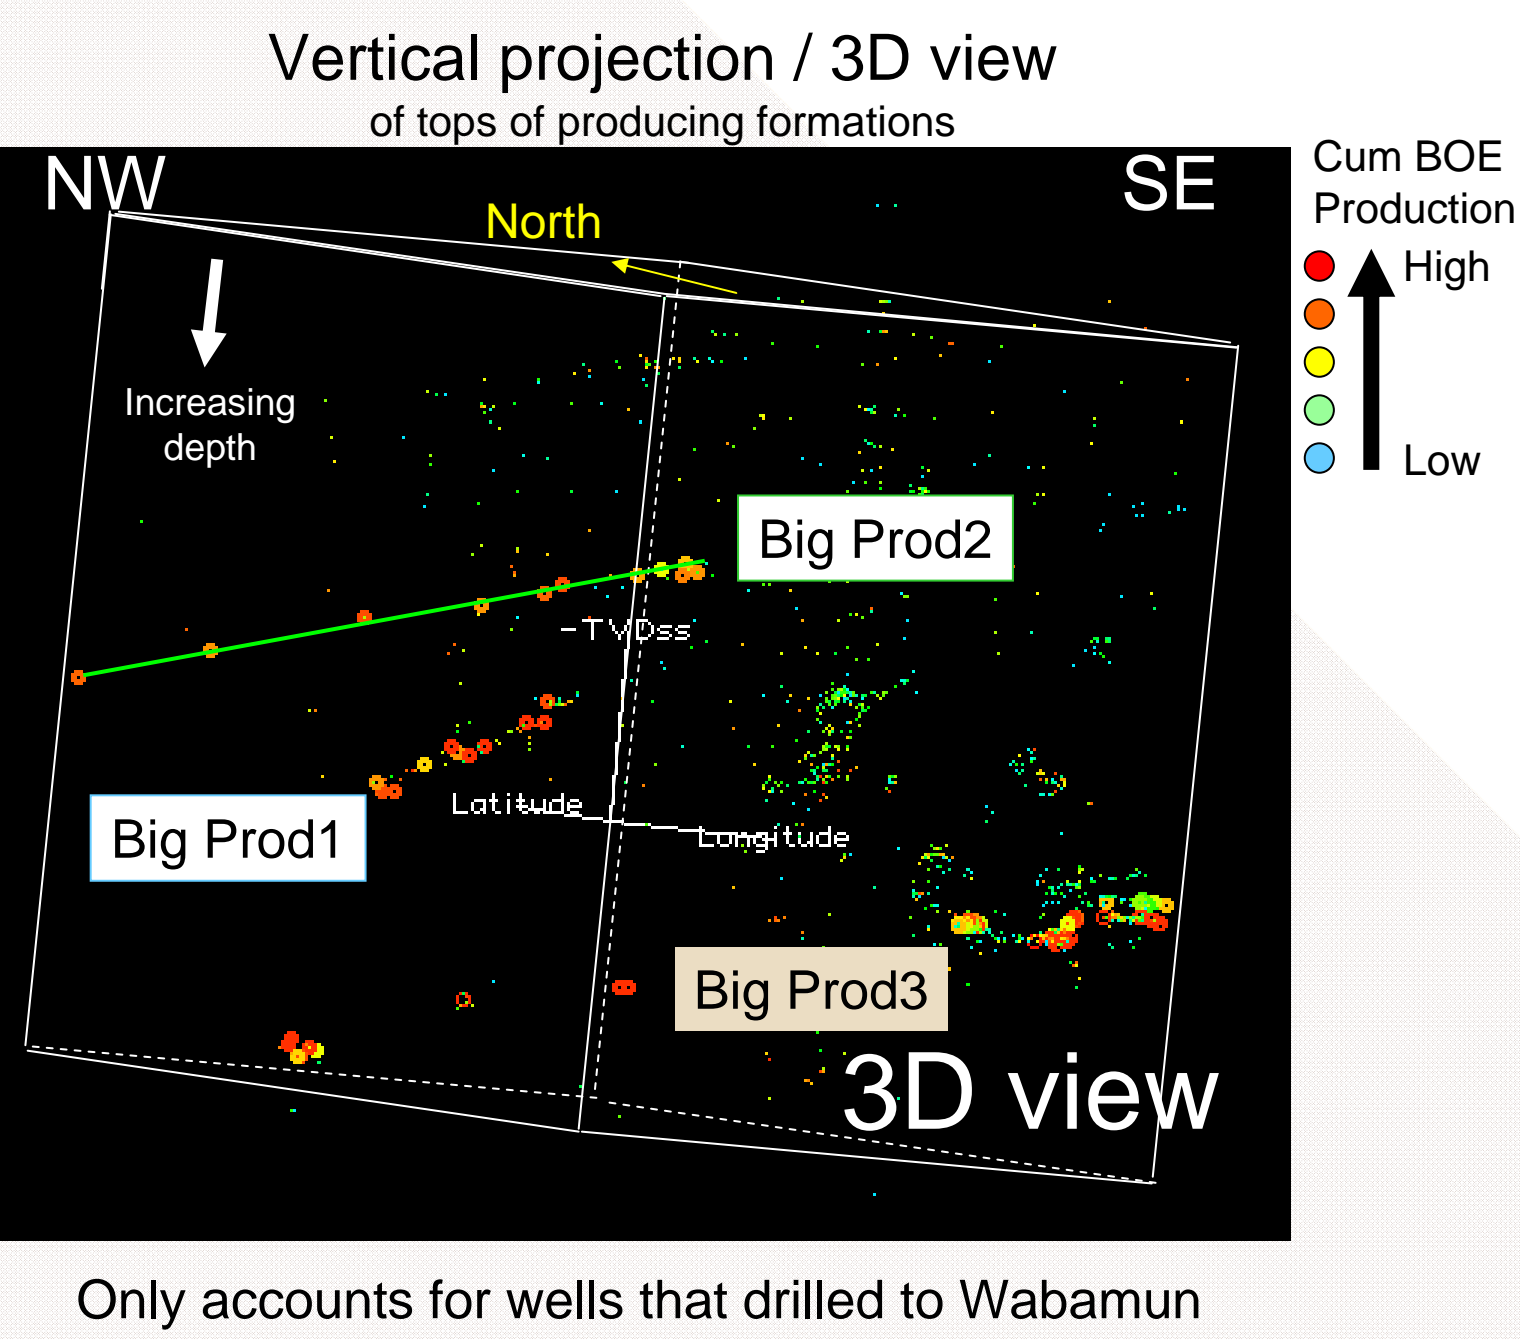 Vertical projection / 3D view
of tops of producing formations
NW
SE
North
Cum BOE
Production
High
Low
Increasing
depth
Big Prod2
-TVDss
Big Prod1
Latitude
Longitude
Big Prod3
3D view
Only accounts for wells that drilled to Wabamun